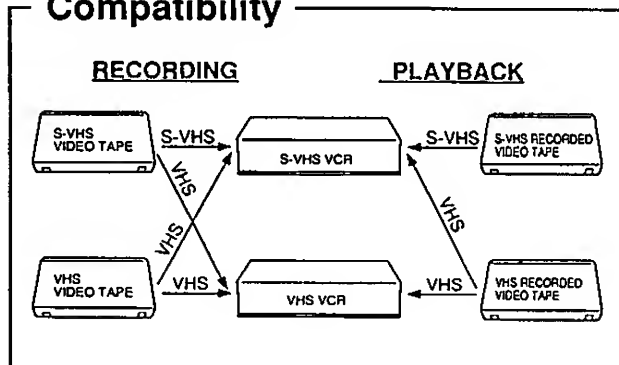 Compatibility
RECORDING
PLAYBACK
S-VHS
VIDEO TAPE
S-VHS
VHS
S-VHS VCR
S-VHS
S-VHS RECORDED
VIDEO TAPE
VHS
VHS
VHS
VIDEO TAPE
VHS
VHS VCR
VHS
VHS RECORDED
VIDEO TAPE